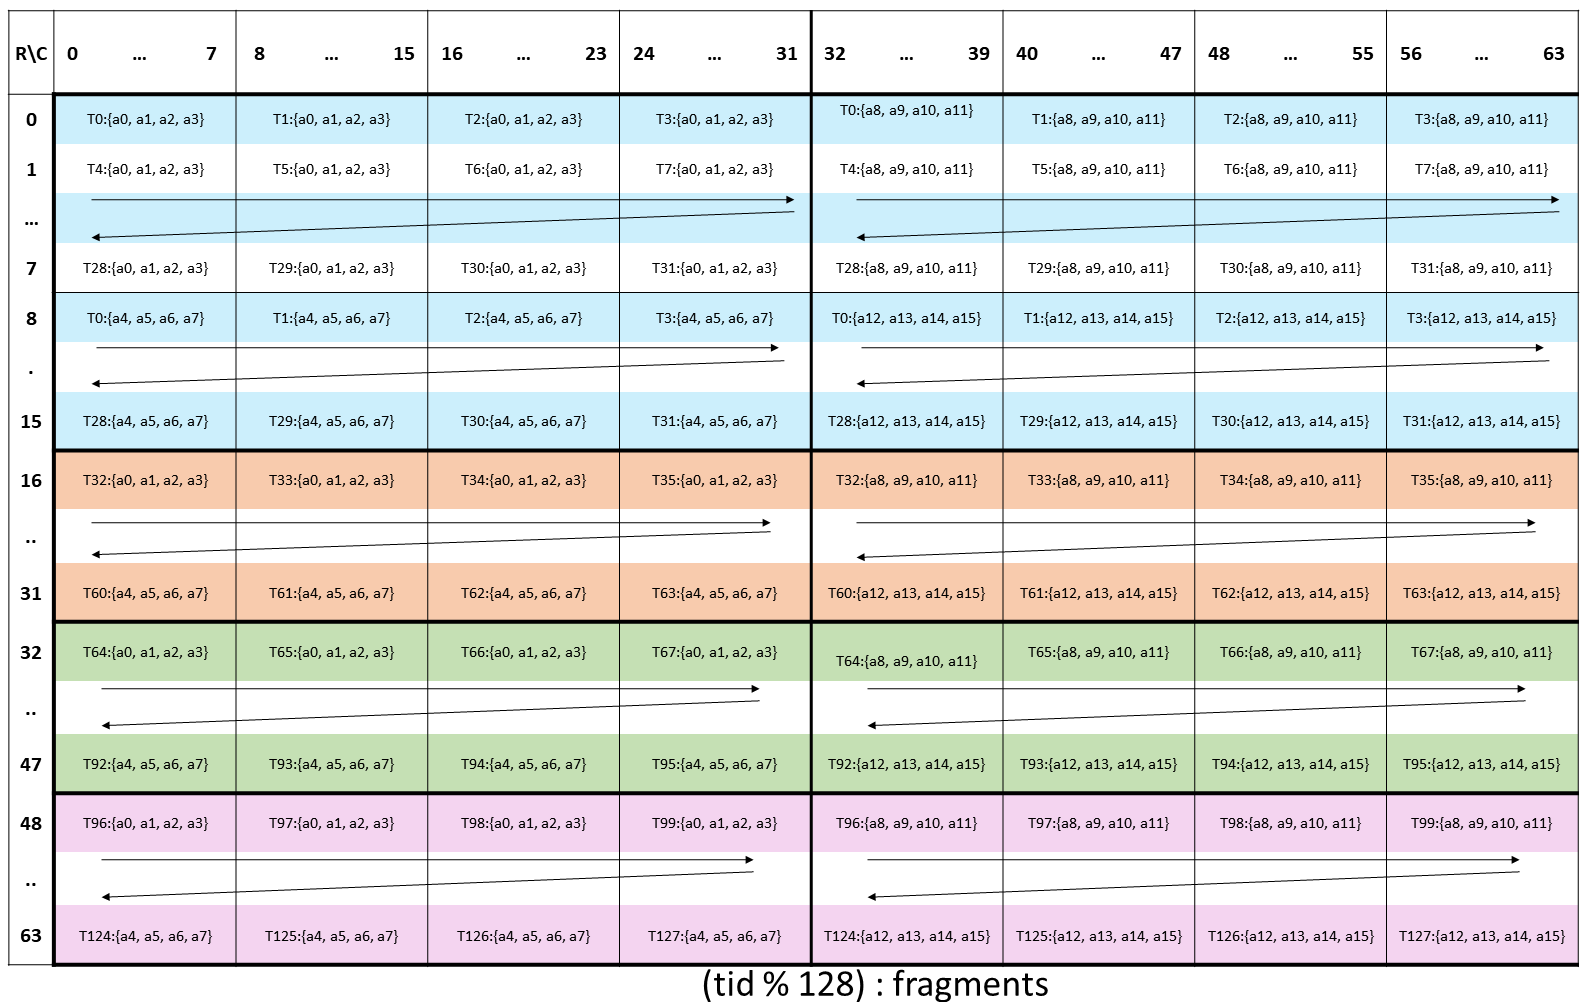 R\C 0 ... 7 8 ... 15 16 ... 23 24 ... 31 32 ... 39 40 ... 47 48 ... 55 56 ... 63
0 T0:{a0, a1, a2, a3} T1:{a0, a1, a2, a3} T2:{a0, a1, a2, a3} T3:{a0, a1, a2, a3} T0:{a8, a9, a10, a11} T1:{a8, a9, a10, a11} T2:{a8, a9, a10, a11} T3:{a8, a9, a10, a11}
1 T4:{a0, a1, a2, a3} T5:{a0, a1, a2, a3} T6:{a0, a1, a2, a3} T7:{a0, a1, a2, a3} T4:{a8, a9, a10, a11} T5:{a8, a9, a10, a11} T6:{a8, a9, a10, a11} T7:{a8, a9, a10, a11}
...
7 T28:{a0, a1, a2, a3} T29:{a0, a1, a2, a3} T30:{a0, a1, a2, a3} T31:{a0, a1, a2, a3} T28:{a8, a9, a10, a11} T29:{a8, a9, a10, a11} T30:{a8, a9, a10, a11} T31:{a8, a9, a10, a11}
8 T0:{a4, a5, a6, a7} T1:{a4, a5, a6, a7} T2:{a4, a5, a6, a7} T3:{a4, a5, a6, a7} T0:{a12, a13, a14, a15} T1:{a12, a13, a14, a15} T2:{a12, a13, a14, a15} T3:{a12, a13, a14, a15}
.
15 T28:{a4, a5, a6, a7} T29:{a4, a5, a6, a7} T30:{a4, a5, a6, a7} T31:{a4, a5, a6, a7} T28:{a12, a13, a14, a15} T29:{a12, a13, a14, a15} T30:{a12, a13, a14, a15} T31:{a12, a13, a14, a15}
16 T32:{a0, a1, a2, a3} T33:{a0, a1, a2, a3} T34:{a0, a1, a2, a3} T35:{a0, a1, a2, a3} T32:{a8, a9, a10, a11} T33:{a8, a9, a10, a11} T34:{a8, a9, a10, a11} T35:{a8, a9, a10, a11}
..
31 T60:{a4, a5, a6, a7} T61:{a4, a5, a6, a7} T62:{a4, a5, a6, a7} T63:{a4, a5, a6, a7} T60:{a12, a13, a14, a15} T61:{a12, a13, a14, a15} T62:{a12, a13, a14, a15} T63:{a12, a13, a14, a15}
32 T64:{a0, a1, a2, a3} T65:{a0, a1, a2, a3} T66:{a0, a1, a2, a3} T67:{a0, a1, a2, a3} T64:{a8, a9, a10, a11} T65:{a8, a9, a10, a11} T66:{a8, a9, a10, a11} T67:{a8, a9, a10, a11}
..
47 T92:{a4, a5, a6, a7} T93:{a4, a5, a6, a7} T94:{a4, a5, a6, a7} T95:{a4, a5, a6, a7} T92:{a12, a13, a14, a15} T93:{a12, a13, a14, a15} T94:{a12, a13, a14, a15} T95:{a12, a13, a14, a15}
48 T96:{a0, a1, a2, a3} T97:{a0, a1, a2, a3} T98:{a0, a1, a2, a3} T99:{a0, a1, a2, a3} T96:{a8, a9, a10, a11} T97:{a8, a9, a10, a11} T98:{a8, a9, a10, a11} T99:{a8, a9, a10, a11}
..
63 T124:{a4, a5, a6, a7} T125:{a4, a5, a6, a7} T126:{a4, a5, a6, a7} T127:{a4, a5, a6, a7} T124:{a12, a13, a14, a15} T125:{a12, a13, a14, a15} T126:{a12, a13, a14, a15} T127:{a12, a13, a14, a15}
(tid % 128) : fragments